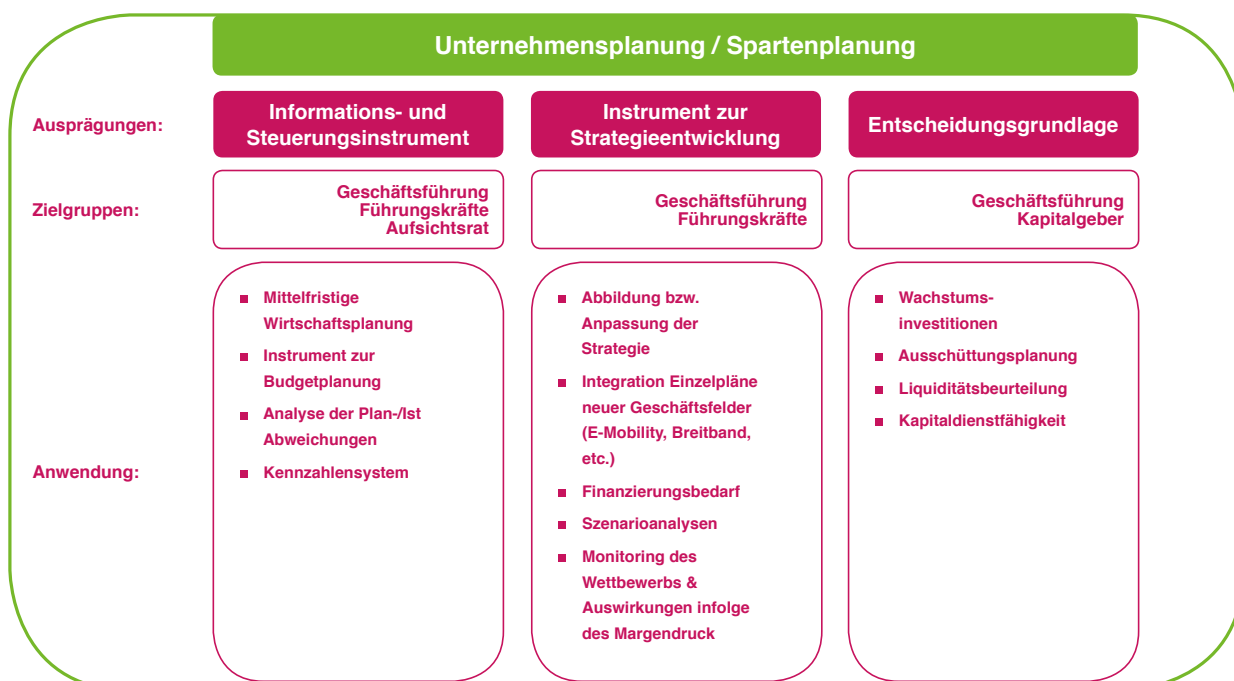 Unternehmensplanung / Spartenplanung
Ausprägungen:
Informations- und
Steuerungsinstrument
Instrument zur
Strategieentwicklung
Entscheidungsgrundlage
Zielgruppen:
Geschäftsführung
Führungskräfte
Aufsichtsrat
Geschäftsführung
Führungskräfte
Geschäftsführung
Kapitalgeber
Anwendung:
Mittelfristige
Wirtschaftsplanung
Instrument zur
Budgetplanung
Analyse der Plan-/Ist
Abweichungen
Kennzahlensystem
Abbildung bzw.
Anpassung der
Strategie
Integration Einzelpläne
neuer Geschäftsfelder
(E-Mobility, Breitband,
etc.)
Finanzierungsbedarf
Szenarioanalysen
Monitoring des
Wettbewerbs &
Auswirkungen infolge
des Margendruck
Wachstums-
investitionen
Ausschüttungsplanung
Liquiditätsbeurteilung
Kapitaldienstfähigkeit